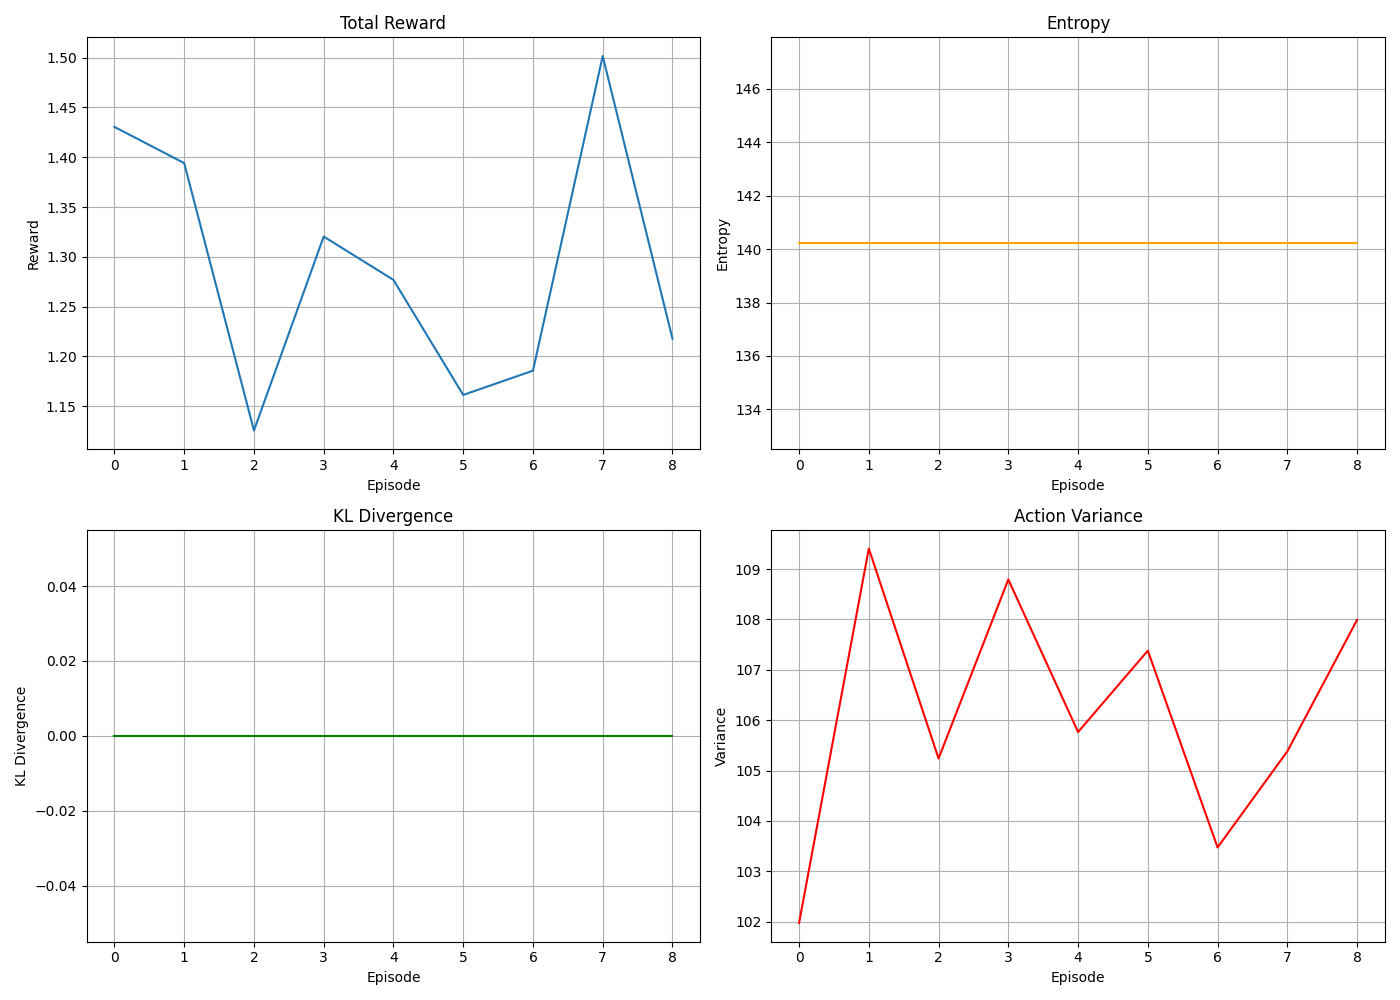 Total Reward
Reward
1.50
1.45
1.40
1.35
1.30
1.25
1.20
1.15
0 1 2 3 4 5 6 7 8
Episode
Entropy
Entropy
146
144
142
140
138
136
134
0 1 2 3 4 5 6 7 8
Episode
KL Divergence
KL Divergence
0.04
0.02
0.00
−0.02
−0.04
0 1 2 3 4 5 6 7 8
Episode
Action Variance
Variance
109
108
107
106
105
104
103
102
0 1 2 3 4 5 6 7 8
Episode